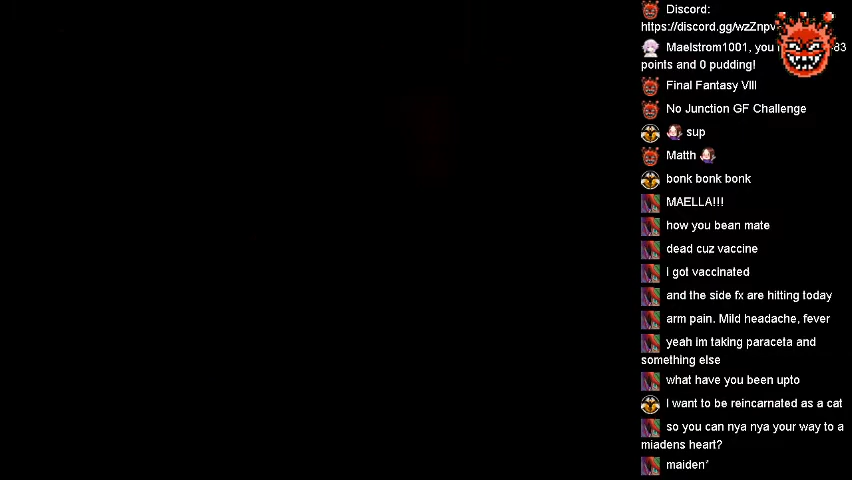 Discord:
https://discord.gg/wzZnpv
Maelstrom1001, you 83
points and 0 pudding!
Final Fantasy VIII
No Junction GF Challenge
sup
Matth
bonk bonk bonk
MAELLA!!!
how you bean mate
dead cuz vaccine
I got vaccinated
and the side fx are hitting today
arm pain. Mild headache, fever
yeah im taking paraceta and
something else
what have you been upto
I want to be reincarnated as a cat
so you can nya nya your way to a
miadens heart?
maiden*